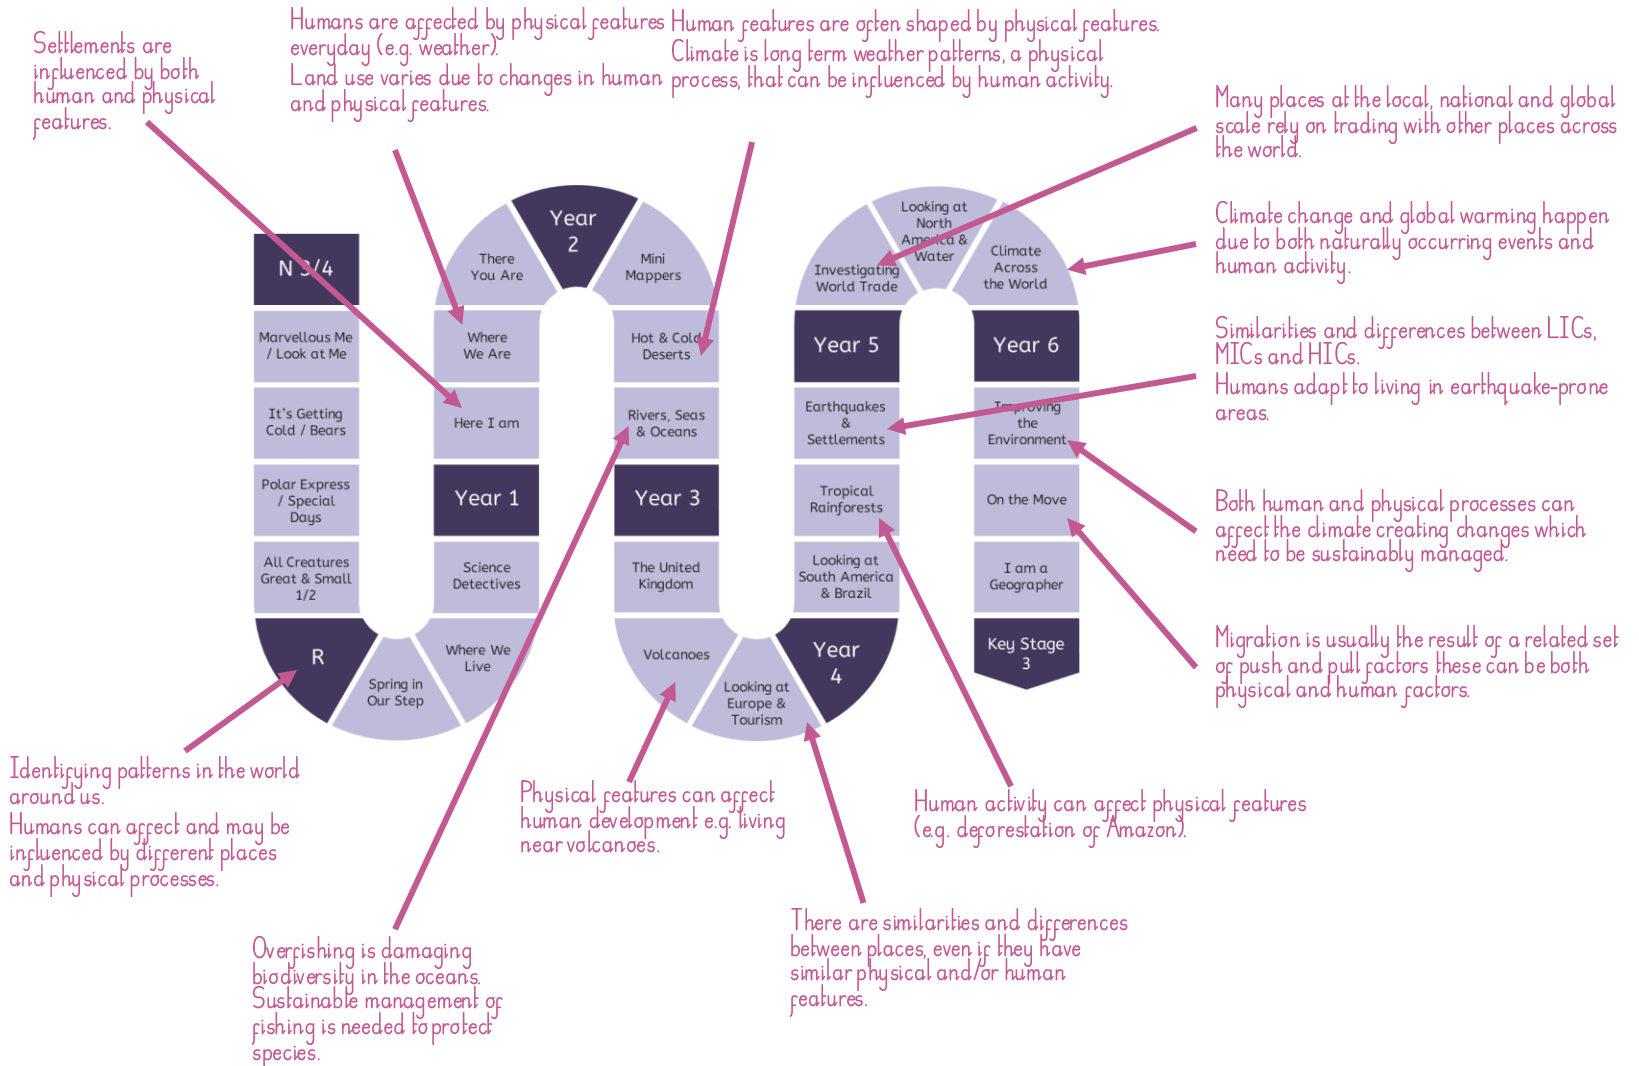 Settlements are
influenced by both
human and physical
features.
Humans are affected by physical features
everyday (e.g. weather).
Land use varies due to changes in human
and physical features.
Human features are often shaped by physical features.
Climate is long term weather patterns, a physical
process, that can be influenced by human activity.
Many places at the local, national and global
scale rely on trading with other places across
the world.
Climate change and global warming happen
due to both naturally occurring events and
human activity.
Similarities and differences between LICs,
MICs and HICs.
Humans adapt to living in earthquake-prone
areas.
Both human and physical processes can
affect the climate creating changes which
need to be sustainably managed.
Migration is usually the result of a related set
of push and pull factors these can be both
physical and human factors.
N 3/4
Marvellous Me
/ Look at Me
It's Getting
Cold / Bears
Polar Express
/ Special
Days
All Creatures
Great & Small
1/2
R
Spring in
Our Step
Where We
Live
Science
Detectives
Year 1
Here I am
Where
We Are
There
You Are
Year
2
Mini
Mappers
Hot & Cold
Deserts
Rivers, Seas
& Oceans
Year 3
The United
Kingdom
Volcanoes
Looking at
Europe &
Tourism
Year
4
Looking at
South America
& Brazil
Tropical
Rainforests
Earthquakes
&
Settlements
Year 5
Investigating
World Trade
Looking at
North
America &
Water
Climate
Across
the World
Year 6
Improving
the
Environment
On the Move
I am a
Geographer
Key Stage
3
Identifying patterns in the world
around us.
Humans can affect and may be
influenced by different places
and physical processes.
Overfishing is damaging
biodiversity in the oceans.
Sustainable management of
fishing is needed to protect
species.
Physical features can affect
human development e.g. living
near volcanoes.
There are similarities and differences
between places, even if they have
similar physical and/or human
features.
Human activity can affect physical features
(e.g. deforestation of Amazon).